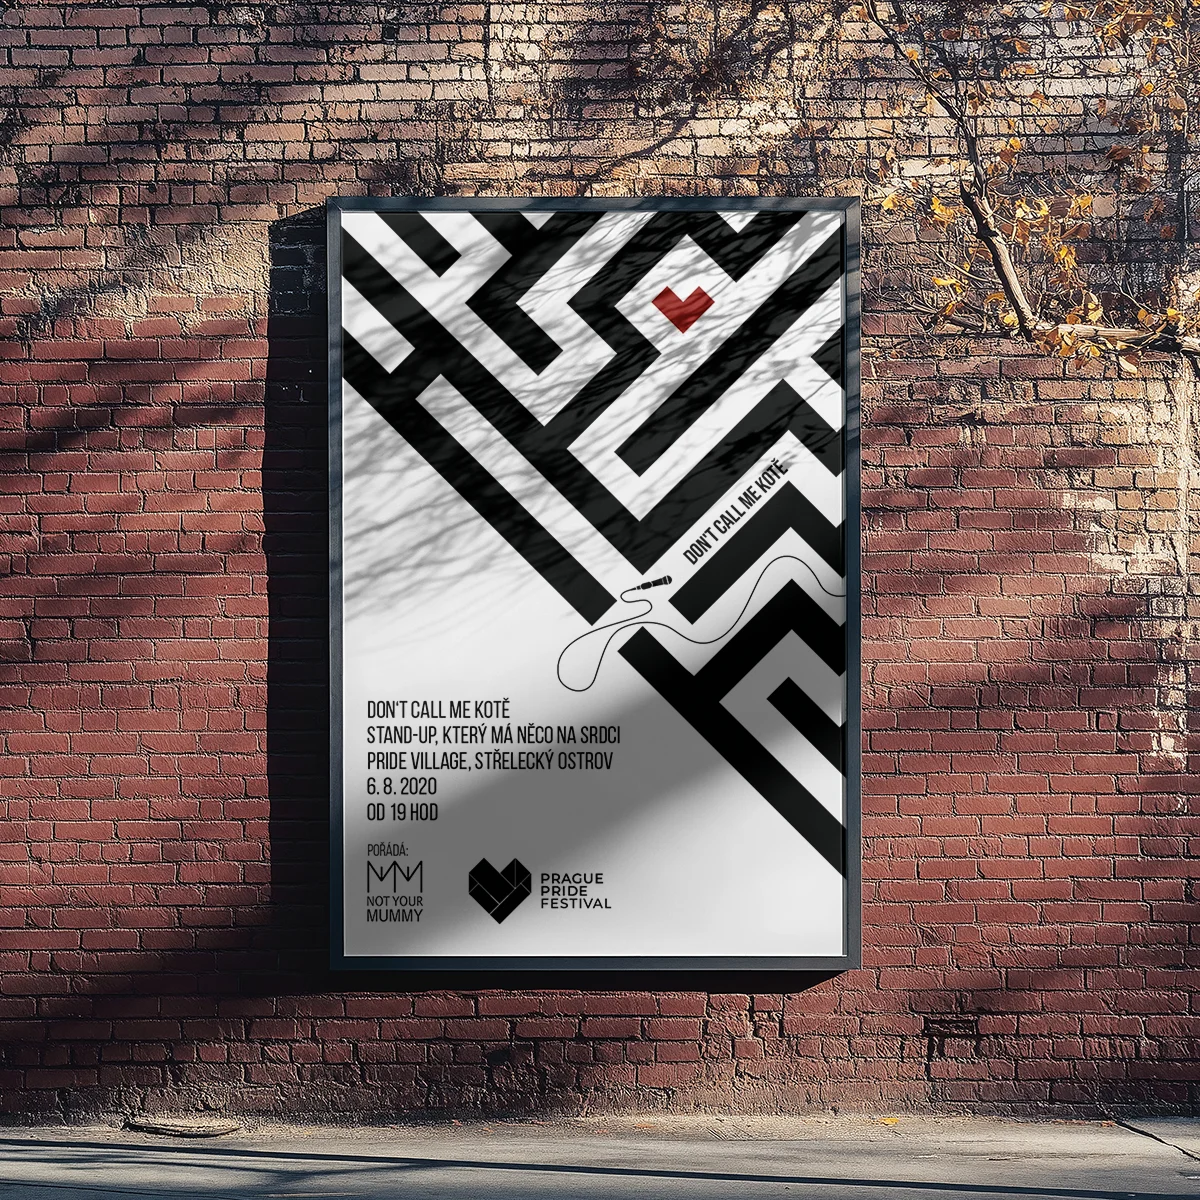 DON'T CALL ME KOTĚ
DON'T CALL ME KOTĚ
STAND-UP, KTERÝ MÁ NĚCO NA SRDCI
PRIDE VILLAGE, STŘELECKÝ OSTROV
6. 8. 2020
OD 19 HOD
POŘÁDÁ:
NOT YOUR
MUMMY
PRAGUE
PRIDE
FESTIVAL